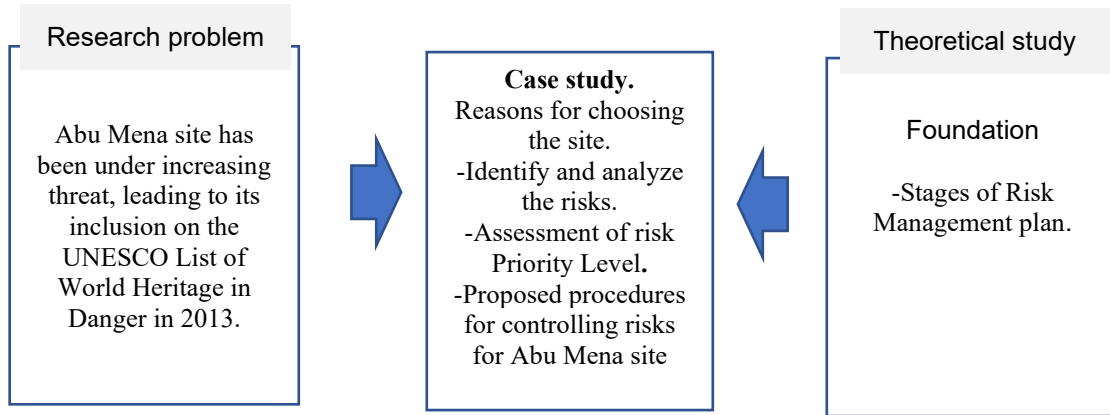 Research problem
Abu Mena site has
been under increasing
threat, leading to its
inclusion on the
UNESCO List of
World Heritage in
Danger in 2013.
Case study.
Reasons for choosing
the site.
-Identify and analyze
the risks.
-Assessment of risk
Priority Level.
-Proposed procedures
for controlling risks
for Abu Mena site
Theoretical study
Foundation
-Stages of Risk
Management plan.